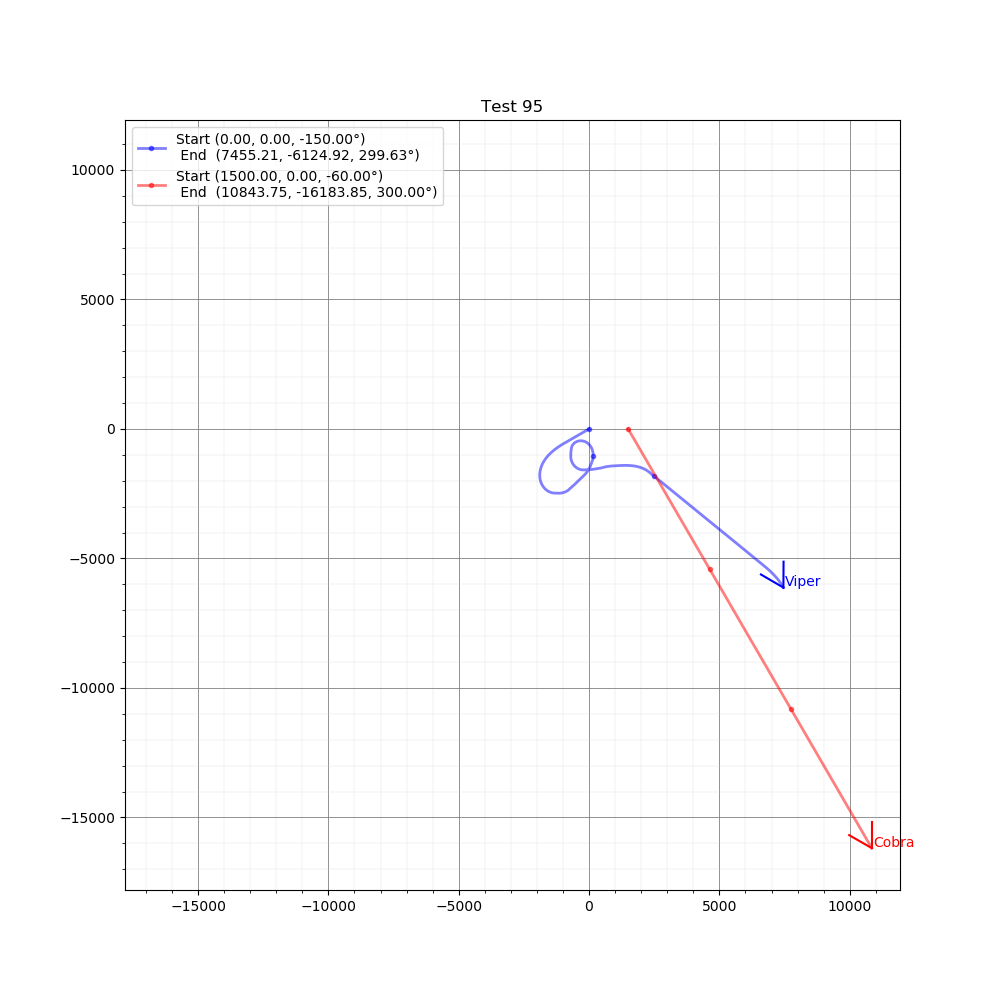 Test 95
Start (0.00, 0.00, -150.00°)
End (7455.21, -6124.92, 299.63°)
Start (1500.00, 0.00, -60.00°)
End (10843.75, -16183.85, 300.00°)
10000
5000
0
−5000
−10000
−15000
Viper
Cobra
−15000 −10000 −5000 0 5000 10000